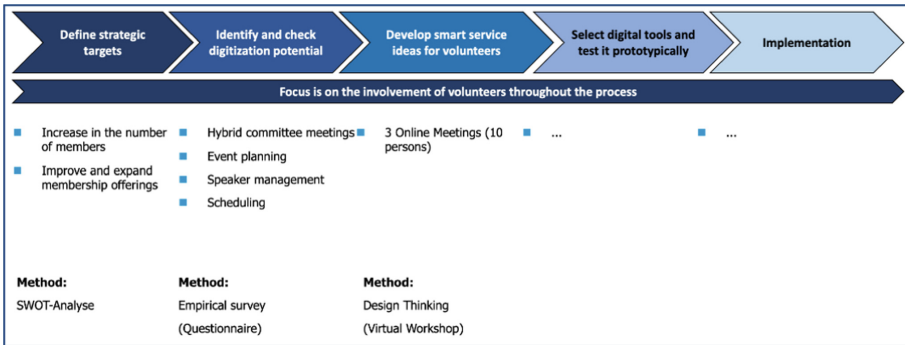 Define strategic
targets
Identify and check
digitization potential
Develop smart service
ideas for volunteers
Select digital tools and
test it prototypically
Implementation
Focus is on the involvement of volunteers throughout the process
Increase in the number
of members
Improve and expand
membership offerings
Hybrid committee meetings
Event planning
Speaker management
Scheduling
3 Online Meetings (10
persons)
...
...
Method:
SWOT-Analyse
Method:
Empirical survey
(Questionnaire)
Method:
Design Thinking
(Virtual Workshop)